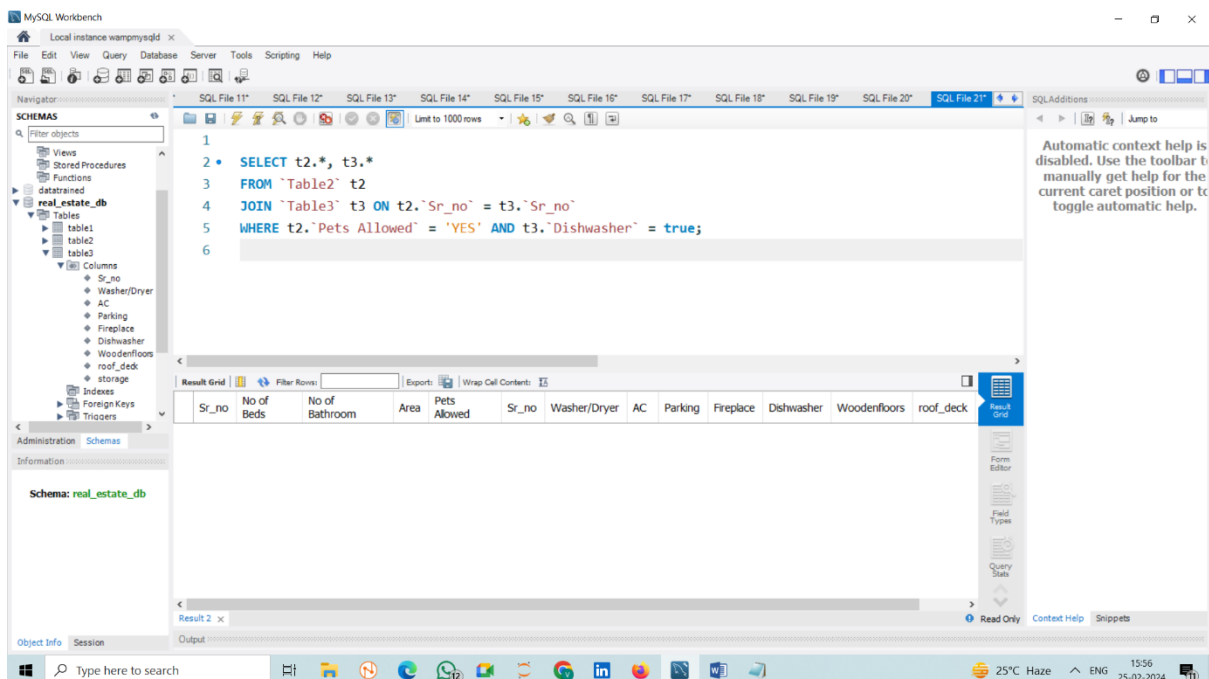 MySQL Workbench
Local instance wampmysqld
File Edit View Query Database Server Tools Scripting Help
Navigator
SQL File 11* SQL File 12* SQL File 13* SQL File 14* SQL File 15* SQL File 16* SQL File 17* SQL File 18* SQL File 19* SQL File 20* SQL File 21*
SQLAdditions
SCHEMAS
Limit to 1000 rows
Jump to
Filter objects
Views
Stored Procedures
Functions
datatrained
real_estate_db
Tables
table1
table2
table3
Columns
Sr_no
Washer/Dryer
AC
Parking
Fireplace
Dishwasher
Woodenfloors
roof_deck
storage
Indexes
Foreign Keys
Triggers
Administration Schemas
Information
Schema: real_estate_db
Object Info Session
1
2 SELECT t2.*, t3.*
3 FROM `Table2` t2
4 JOIN `Table3` t3 ON t2.`Sr_no` = t3.`Sr_no`
5 WHERE t2.`Pets Allowed` = 'YES' AND t3.`Dishwasher` = true;
6
Automatic context help is
disabled. Use the toolbar t
manually get help for the
current caret position or to
toggle automatic help.
Result Grid Filter Rows: Export: Wrap Cell Content:
Sr_no No of Beds No of Bathroom Area Pets Allowed Sr_no Washer/Dryer AC Parking Fireplace Dishwasher Woodenfloors roof_deck
Result Grid
Form Editor
Field Types
Query Stats
Result 2
Read Only
Context Help Snippets
Output
Type here to search
25°C Haze
ENG
15:56
25-02-2024